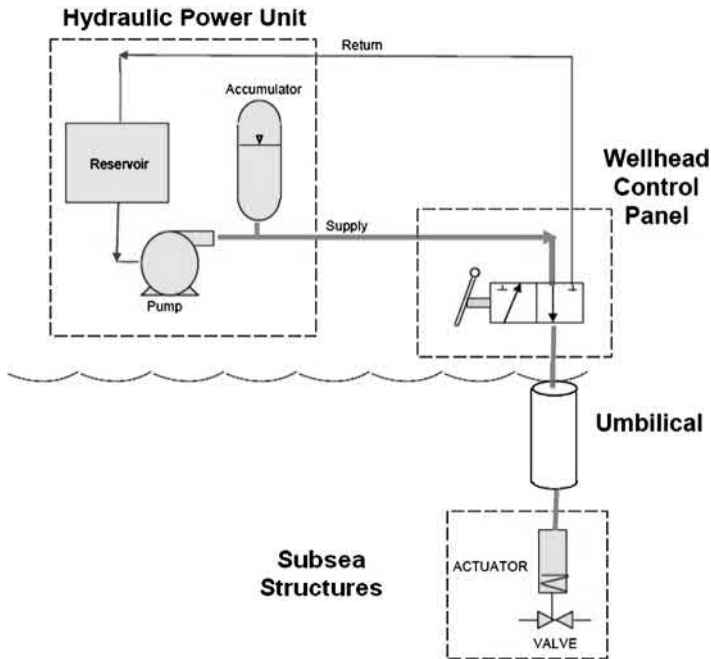 Hydraulic Power Unit
Return
Accumulator
Reservoir
Wellhead
Control
Panel
Supply
Pump
Umbilical
Subsea
Structures
ACTUATOR
VALVE